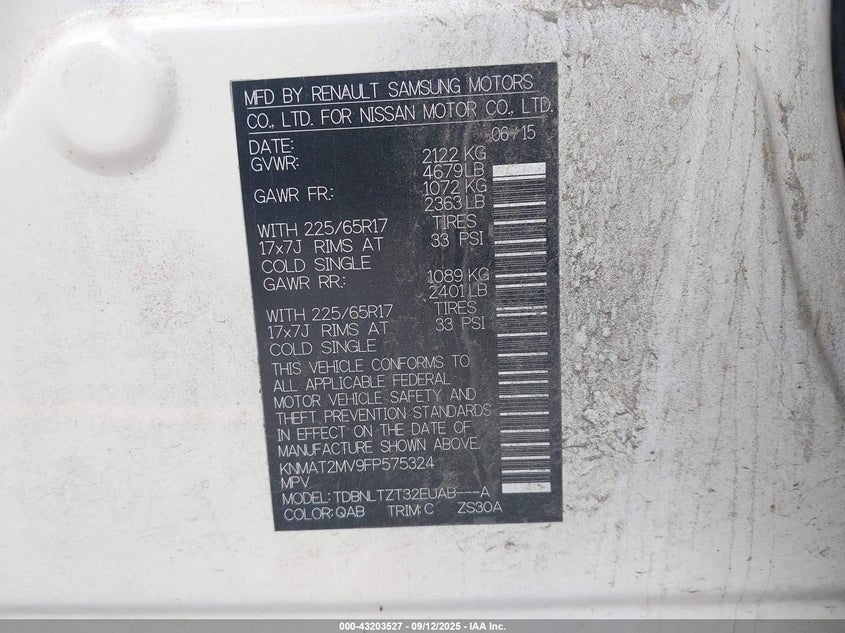 MFD BY RENAULT SAMSUNG MOTORS
CO., LTD. FOR NISSAN MOTOR CO., LTD.
DATE: 06/15
GVWR: 2122 KG
4679 LB
GAWR FR.: 1072 KG
2363 LB
WITH 225/65R17 TIRES
17x7J RIMS AT 33 PSI
COLD SINGLE
GAWR RR.: 1089 KG
2401 LB
WITH 225/65R17 TIRES
17x7J RIMS AT 33 PSI
COLD SINGLE
THIS VEHICLE CONFORMS TO
ALL APPLICABLE FEDERAL
MOTOR VEHICLE SAFETY AND
THEFT PREVENTION STANDARDS
IN EFFECT ON THE DATE OF
MANUFACTURE SHOWN ABOVE.
KNMAT2MV9FP575324
MPV
MODEL: TDBNLTZT32EUAB---A
COLOR: QAB TRIM: C ZS30A
000-43203527 - 09/12/2025 - IAA Inc.